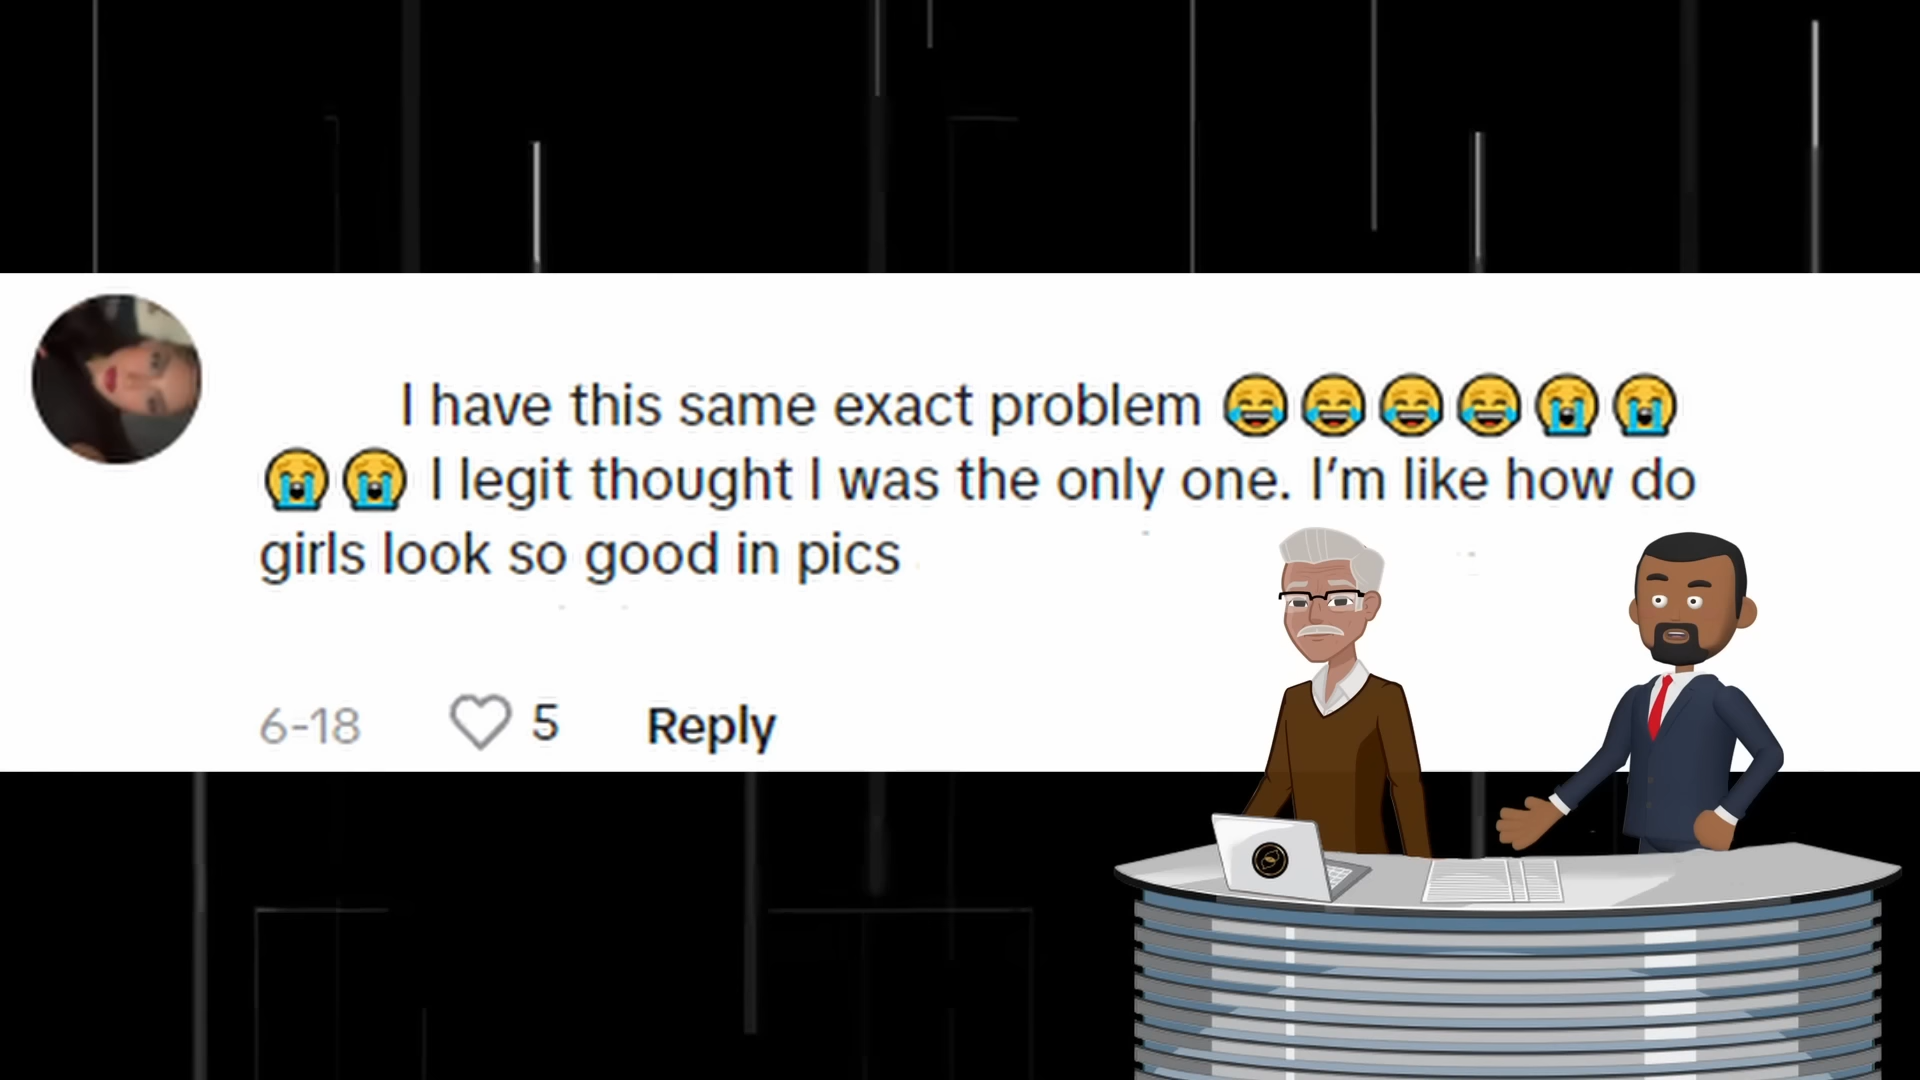 I have this same exact problem 😂😂😂😂😭😭
😭😭 I legit thought I was the only one. I’m like how do
girls look so good in pics
6-18 5 Reply